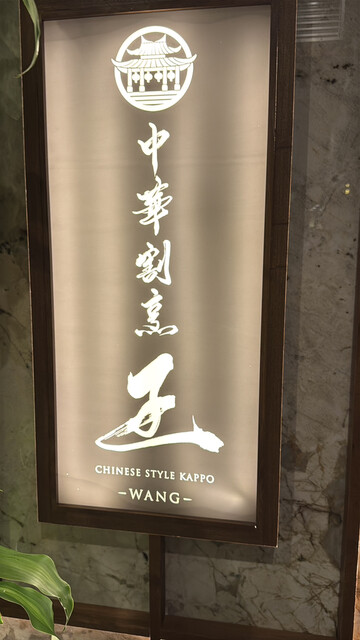 中華割烹
王
CHINESE STYLE KAPPO
-WANG-